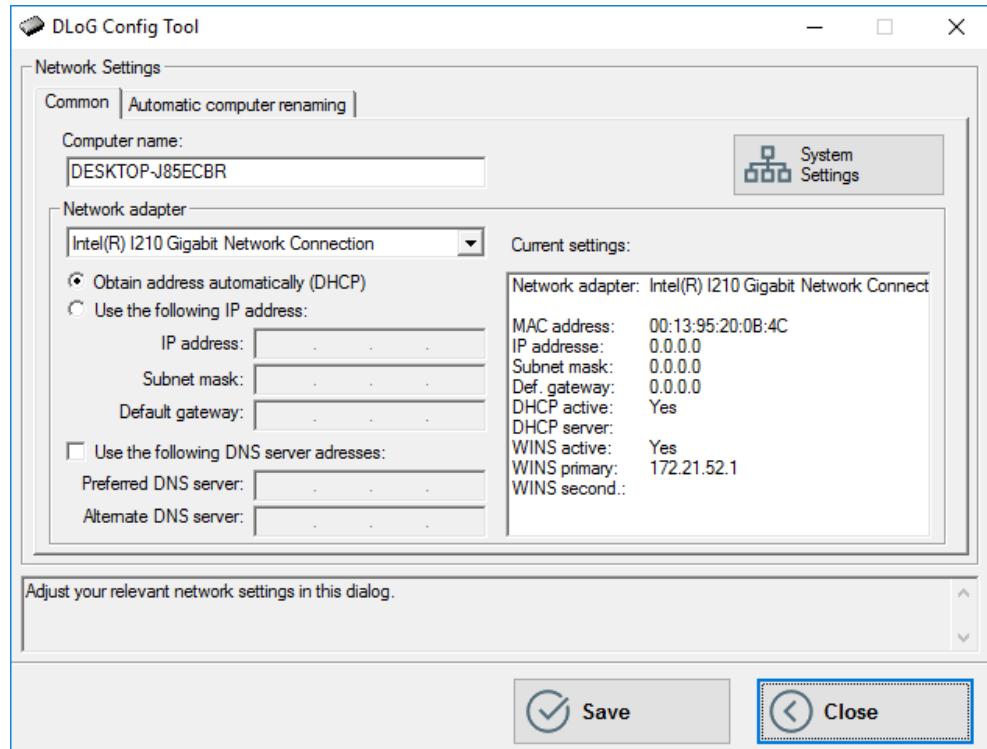 DLoG Config Tool
Network Settings
Common
Automatic computer renaming
Computer name:
DESKTOP-J85ECBR
System
Settings
Network adapter
Intel(R) I210 Gigabit Network Connection
Obtain address automatically (DHCP)
Use the following IP address:
IP address:
Subnet mask:
Default gateway:
Use the following DNS server adresses:
Preferred DNS server:
Alternate DNS server:
Current settings:
Network adapter: Intel(R) I210 Gigabit Network Connect
MAC address: 00:13:95:20:0B:4C
IP addresse: 0.0.0.0
Subnet mask: 0.0.0.0
Def. gateway: 0.0.0.0
DHCP active: Yes
DHCP server:
WINS active: Yes
WINS primary: 172.21.52.1
WINS second.:
Adjust your relevant network settings in this dialog.
Save
Close